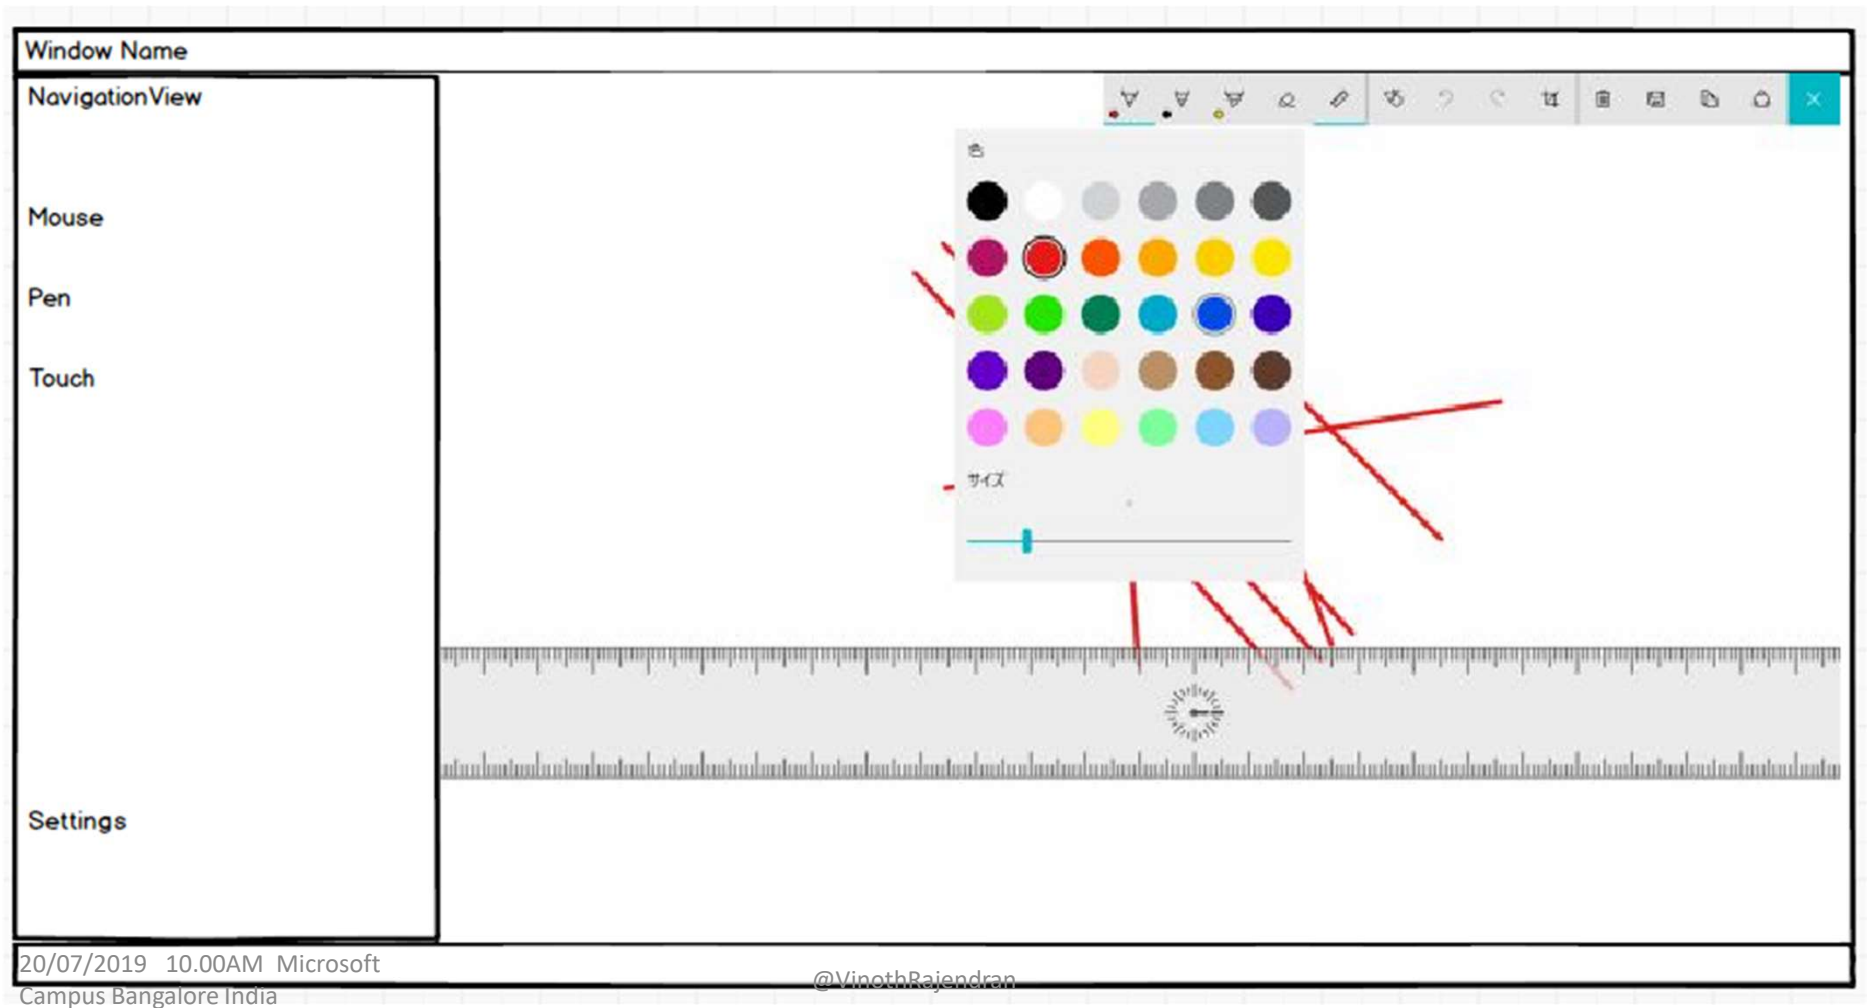 Window Name
NavigationView
Mouse
Pen
Touch
色
サイズ
Settings
20/07/2019 10.00AM Microsoft
Campus Bangalore India
@VinothRajendran